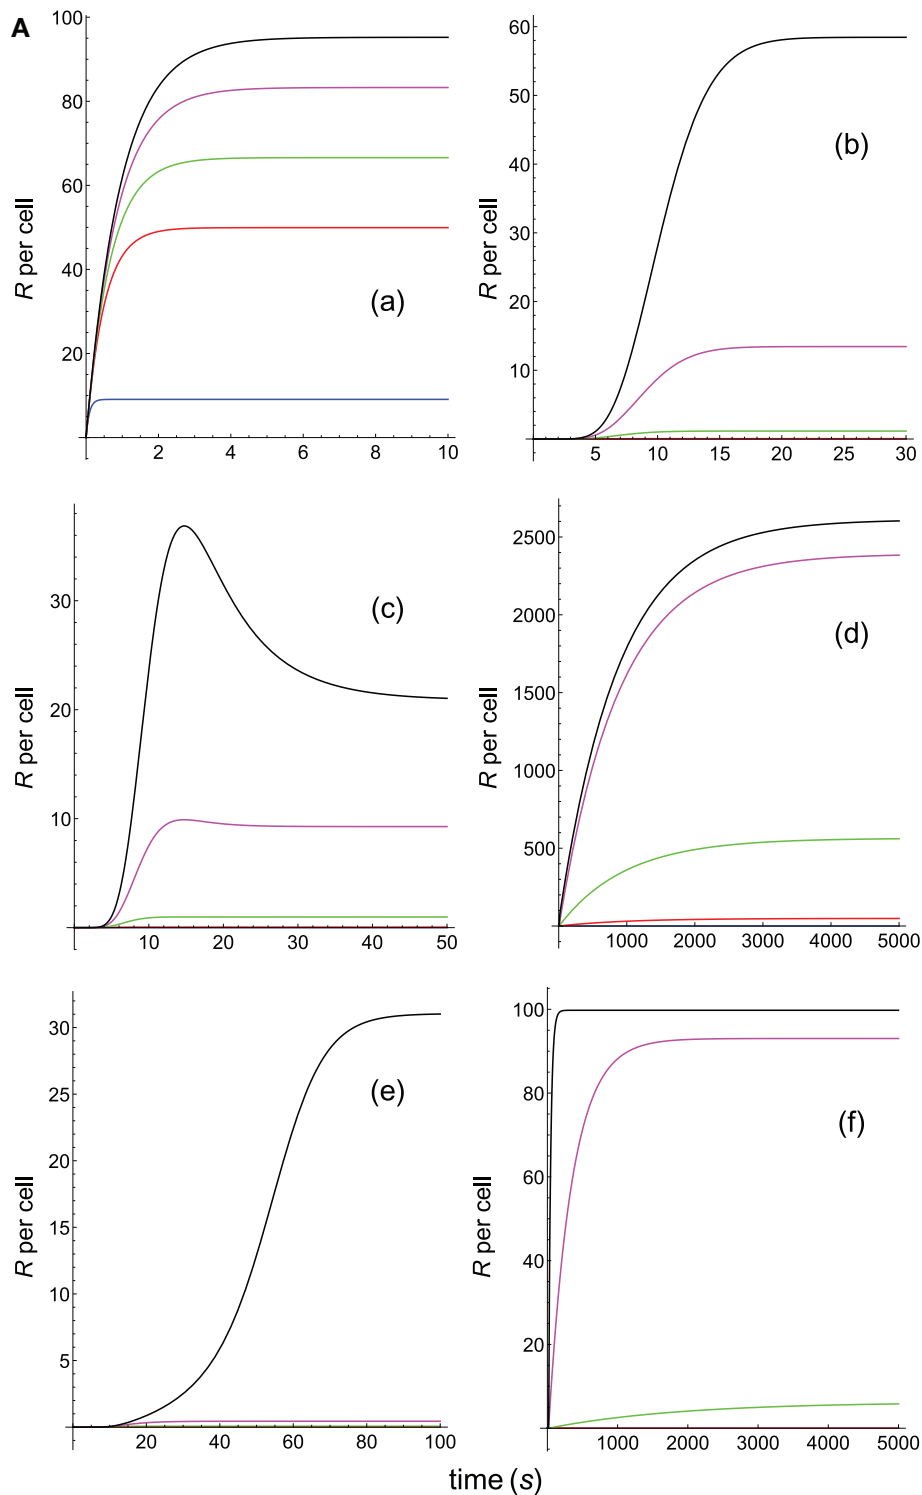 A
100
80
60
40
20
2 4 6 8 10
R per cell
(a)
60
50
40
30
20
10
5 10 15 20 25 30
R per cell
(b)
30
20
10
10 20 30 40 50
R per cell
(c)
2500
2000
1500
1000
500
1000 2000 3000 4000 5000
R per cell
(d)
30
25
20
15
10
5
20 40 60 80 100
R per cell
(e)
100
80
60
40
20
1000 2000 3000 4000 5000
R per cell
(f)
time (s)